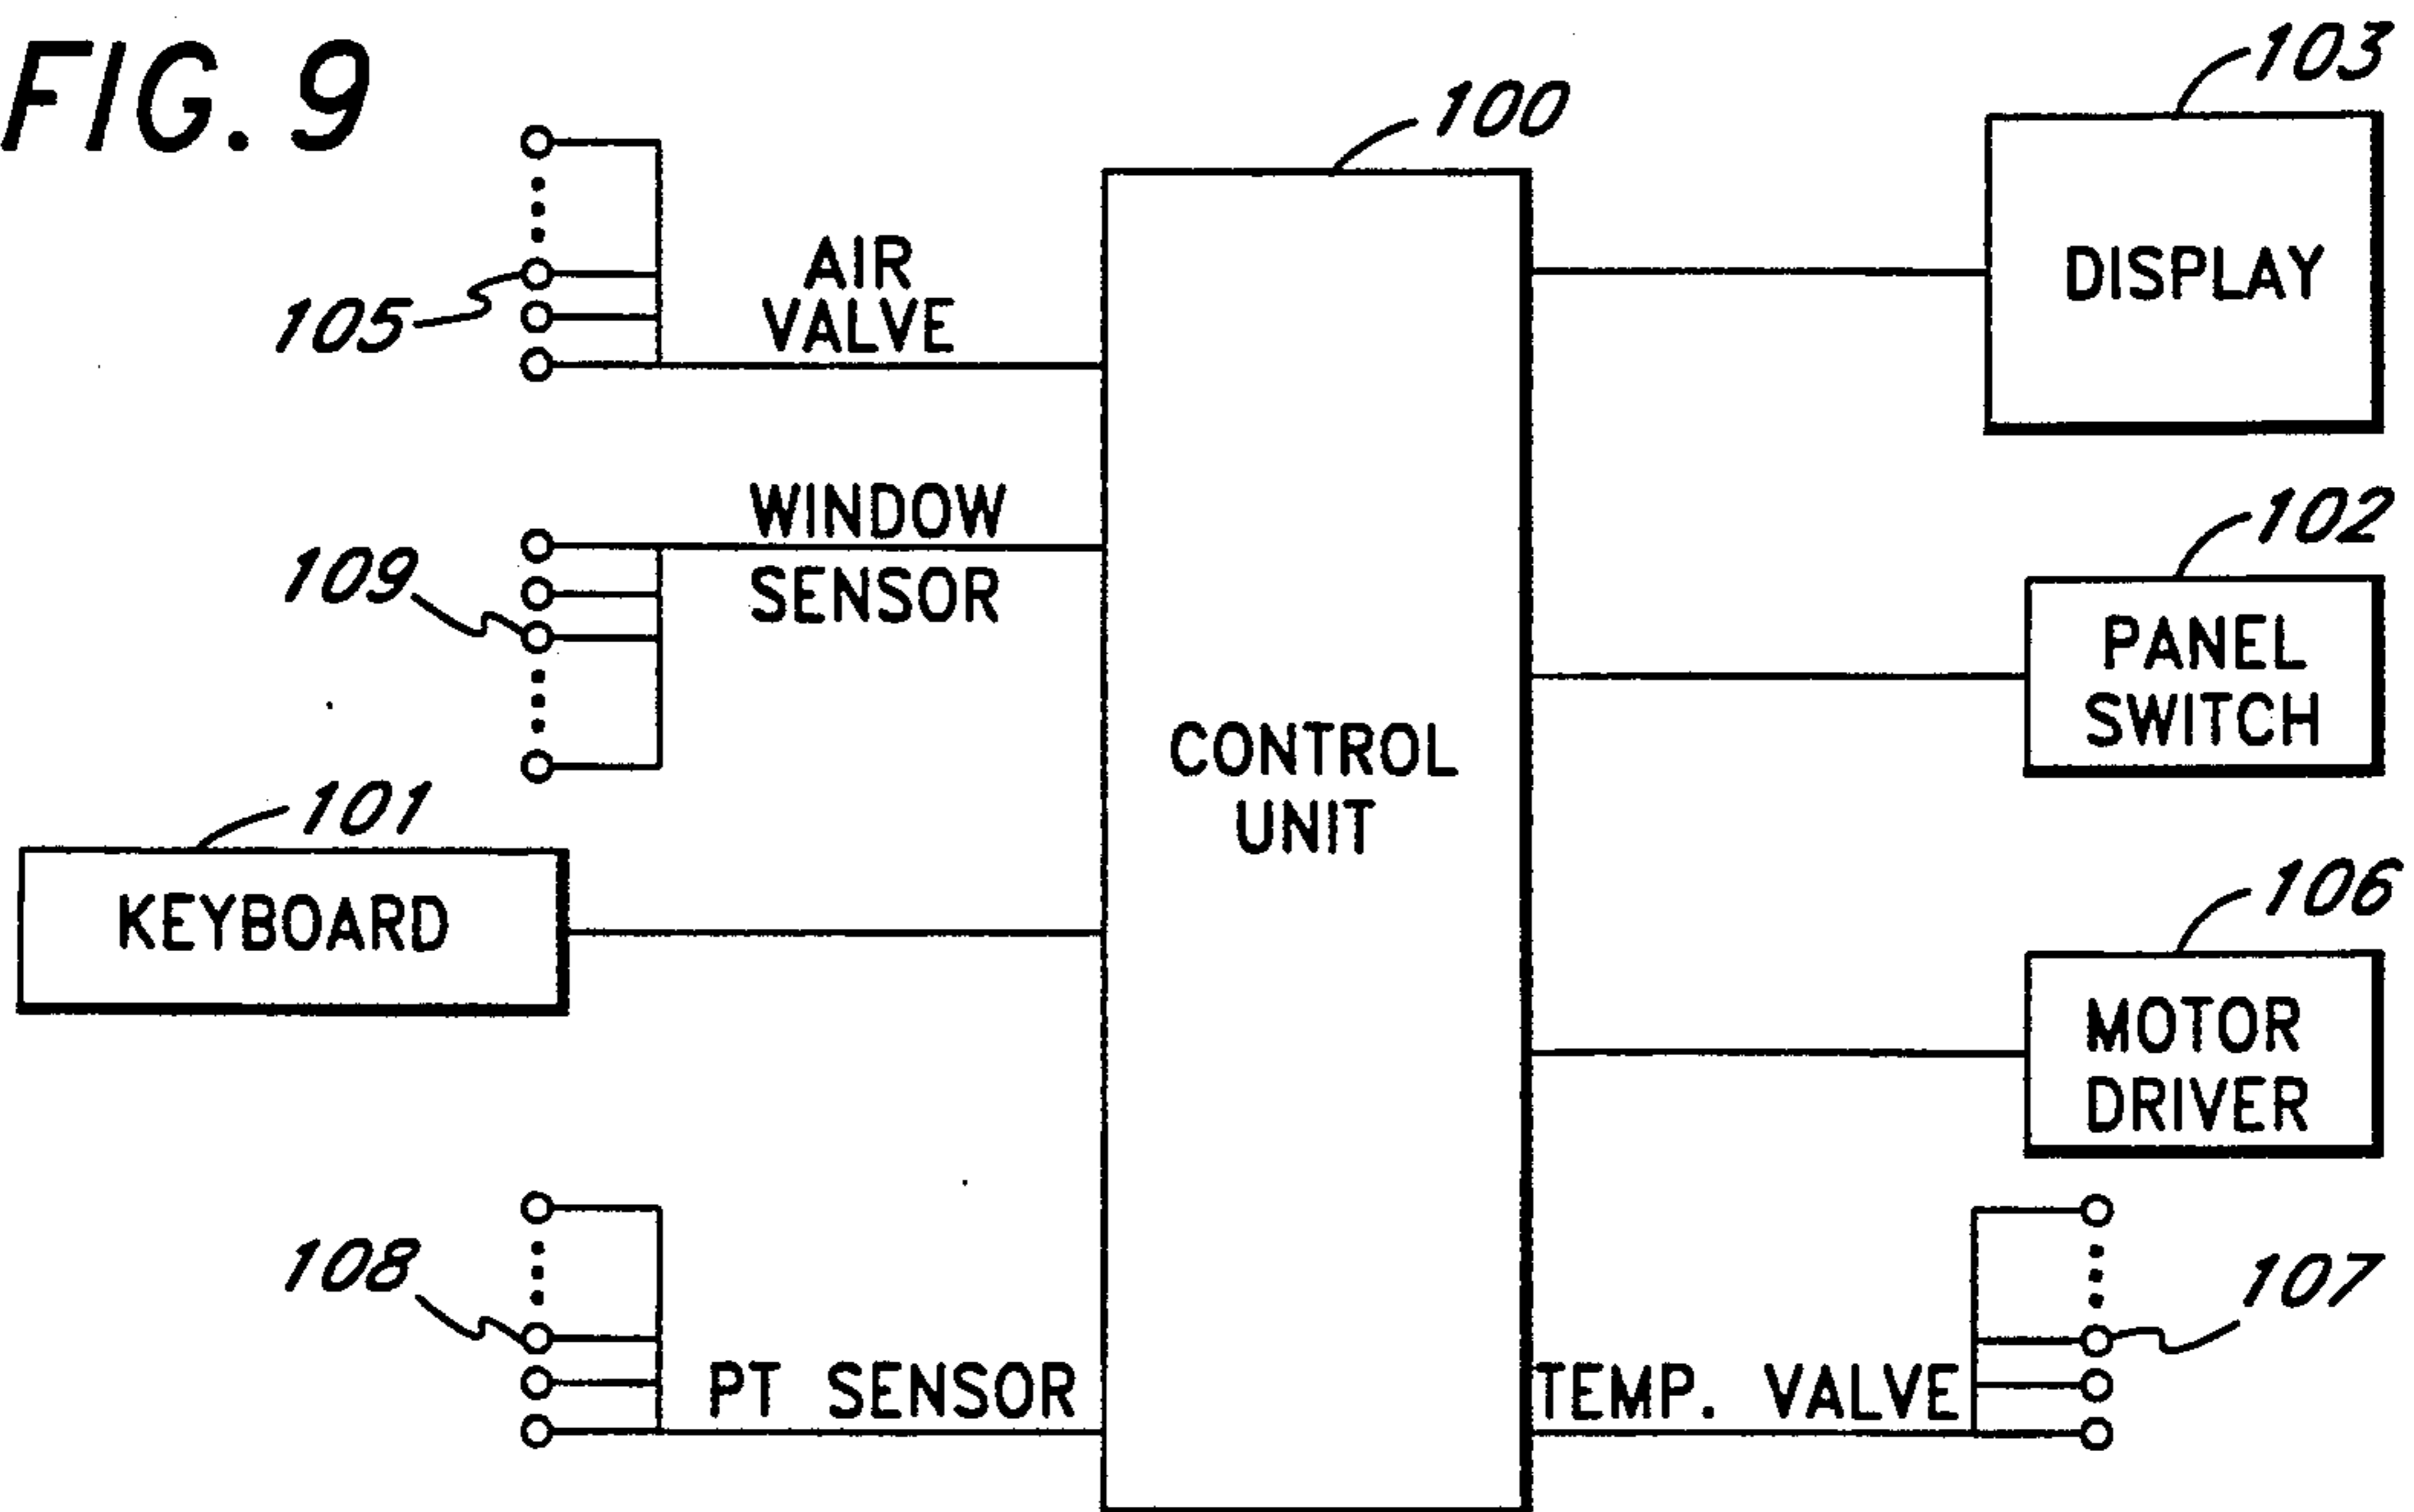 FIG. 9
100
103
AIR
VALVE
DISPLAY
105
WINDOW
SENSOR
109
102
PANEL
SWITCH
CONTROL
UNIT
101
KEYBOARD
106
MOTOR
DRIVER
108
PT SENSOR
TEMP. VALVE
107